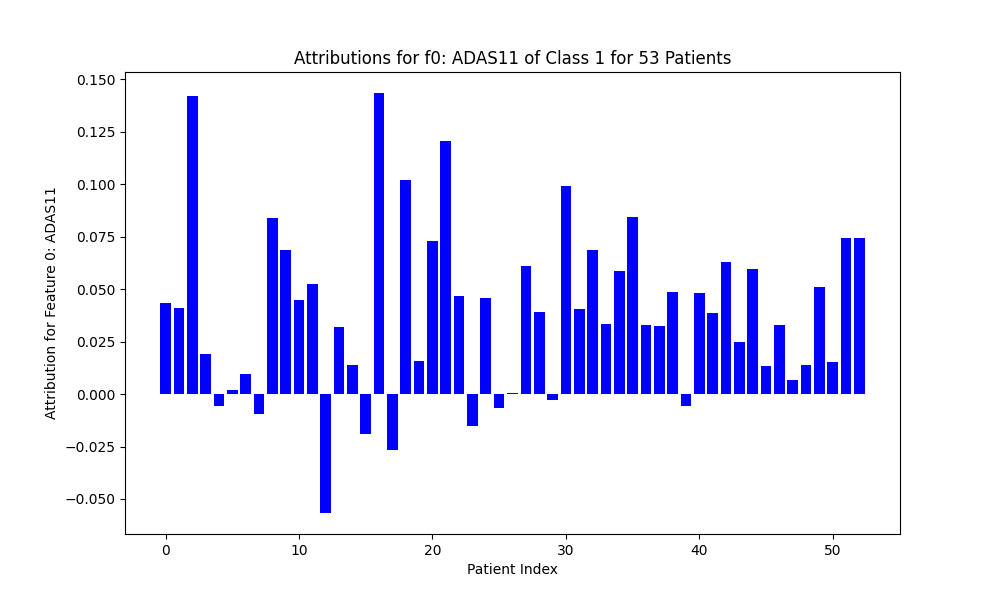 Attributions for f0: ADAS11 of Class 1 for 53 Patients
Attribution for Feature 0: ADAS11
0.150
0.125
0.100
0.075
0.050
0.025
0.000
−0.025
−0.050
0 10 20 30 40 50
Patient Index